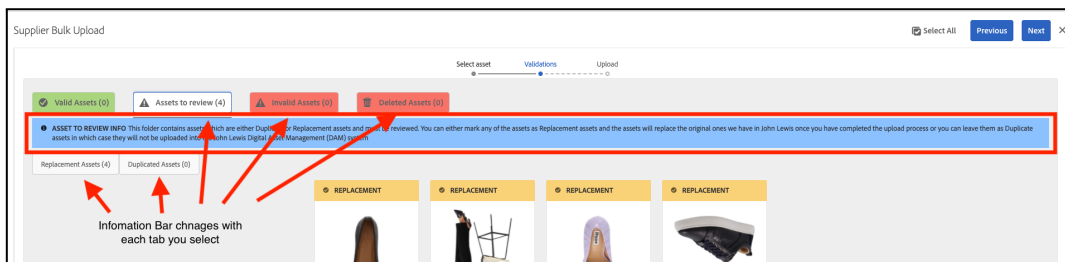 Supplier Bulk Upload
Select All Previous Next
Select asset Validations Upload
Valid Assets (0) Assets to review (4) Invalid Assets (0) Deleted Assets (0)
ASSET TO REVIEW INFO This folder contains assets which are either Duplicate or Replacement assets and must be reviewed. You can either mark any of the assets as Replacement assets and the assets will replace the original ones we have in John Lewis once you have completed the upload process or you can leave them as Duplicate
assets in which case they will not be uploaded into the John Lewis Digital Asset Management (DAM) system
Replacement Assets (4) Duplicated Assets (0)
REPLACEMENT REPLACEMENT REPLACEMENT REPLACEMENT
Infomation Bar chnages with
each tab you select